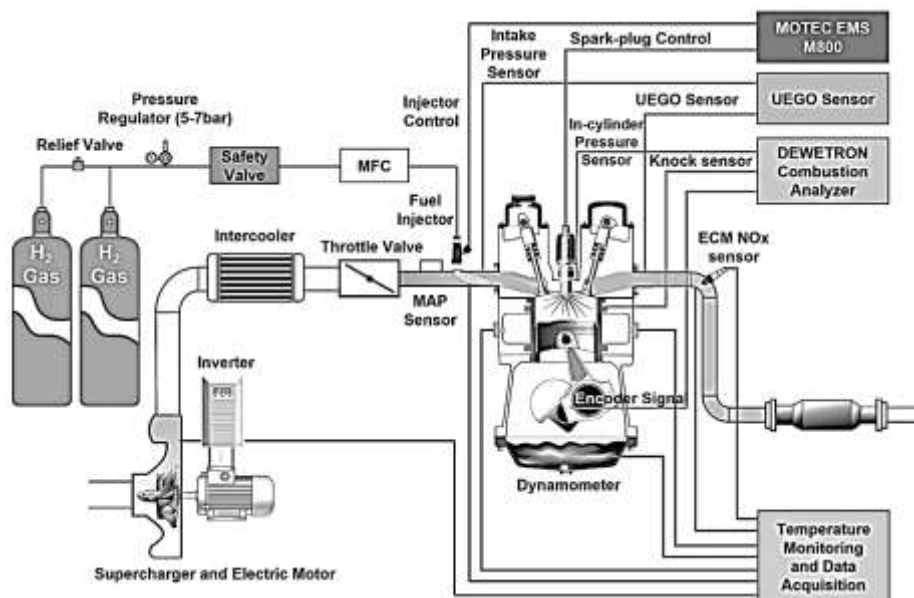 MOTEC EMS
M800
Intake
Pressure
Sensor
Spark-plug Control
UEGO Sensor
UEGO Sensor
Pressure
Regulator (5-7bar)
Injector
Control
In-cylinder
Pressure
Sensor
Relief Valve
Safety
Valve
MFC
Knock sensor
DEWETRON
Combustion
Analyzer
Fuel
Injector
H2
Gas
H2
Gas
Intercooler
Throttle Valve
ECM NOx
sensor
MAP
Sensor
Inverter
Encoder Signal
Dynamometer
Supercharger and Electric Motor
Temperature
Monitoring
and Data
Acquisition